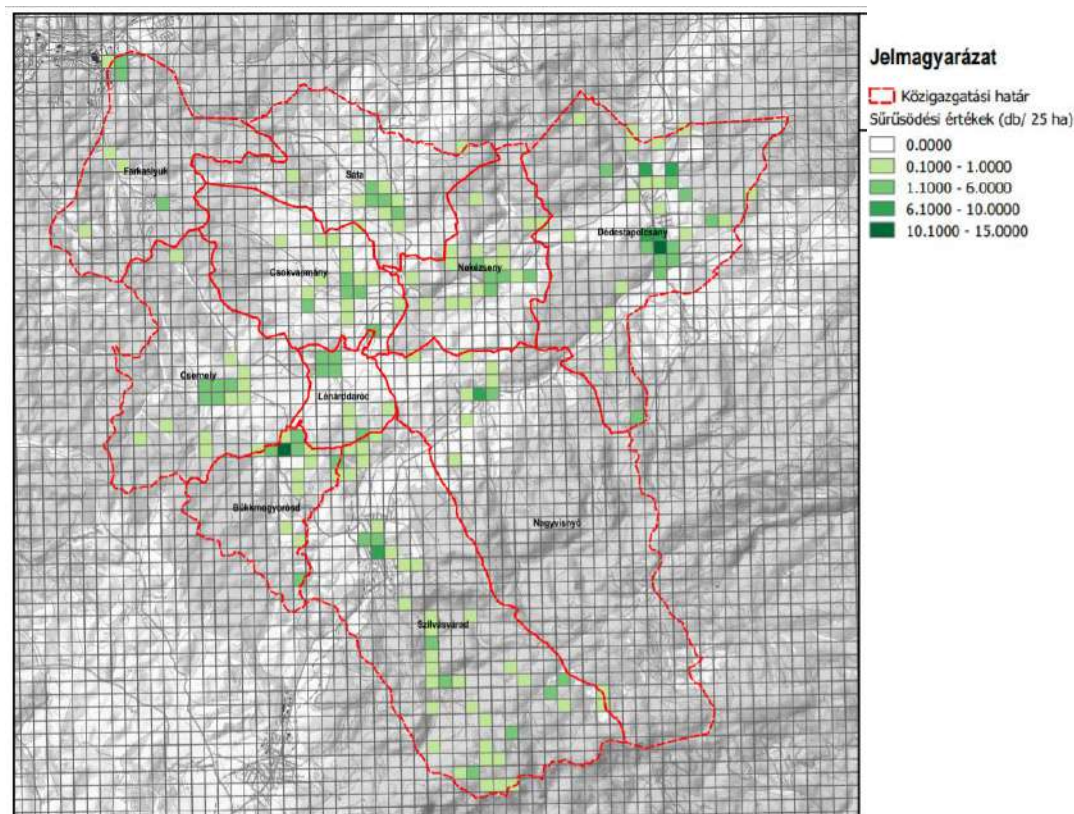 Jelmagyarázat
Közigazgatási határ
Sűrűsödési értékek (db/ 25 ha)
0.0000
0.1000 - 1.0000
1.1000 - 6.0000
6.1000 - 10.0000
10.1000 - 15.0000
Farkaslyuk
Sáta
Dédestapolcsány
Csokvaomány
Nekézseny
Csernely
Lénárddaróc
Bükkmogyorósd
Nagyvisnyó
Szilvásvárad